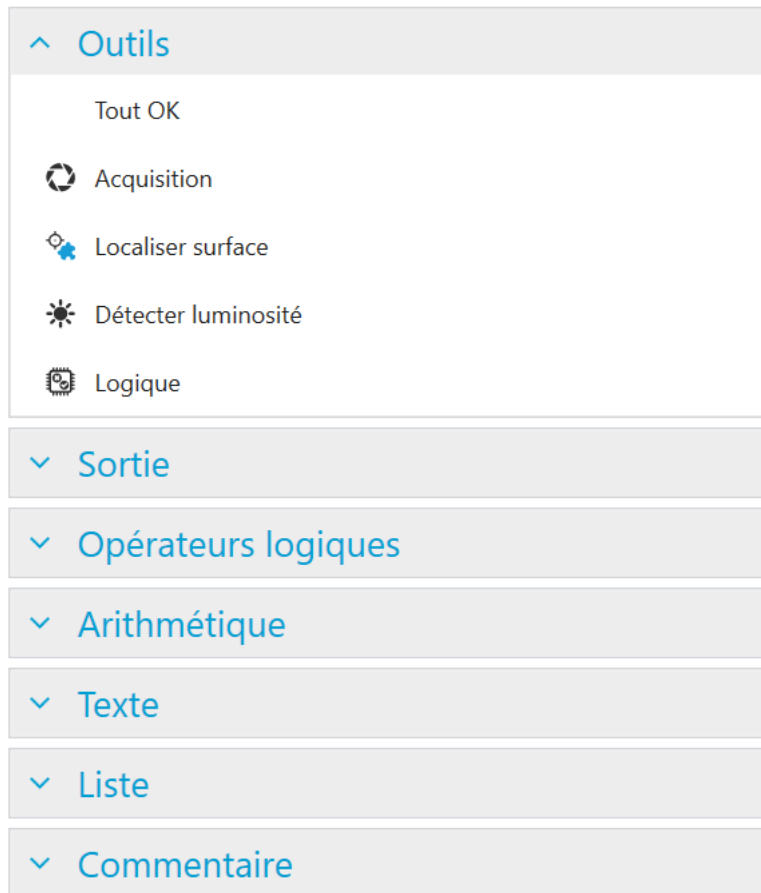 Outils
Tout OK
Acquisition
Localiser surface
Détecter luminosité
Logique
Sortie
Opérateurs logiques
Arithmétique
Texte
Liste
Commentaire